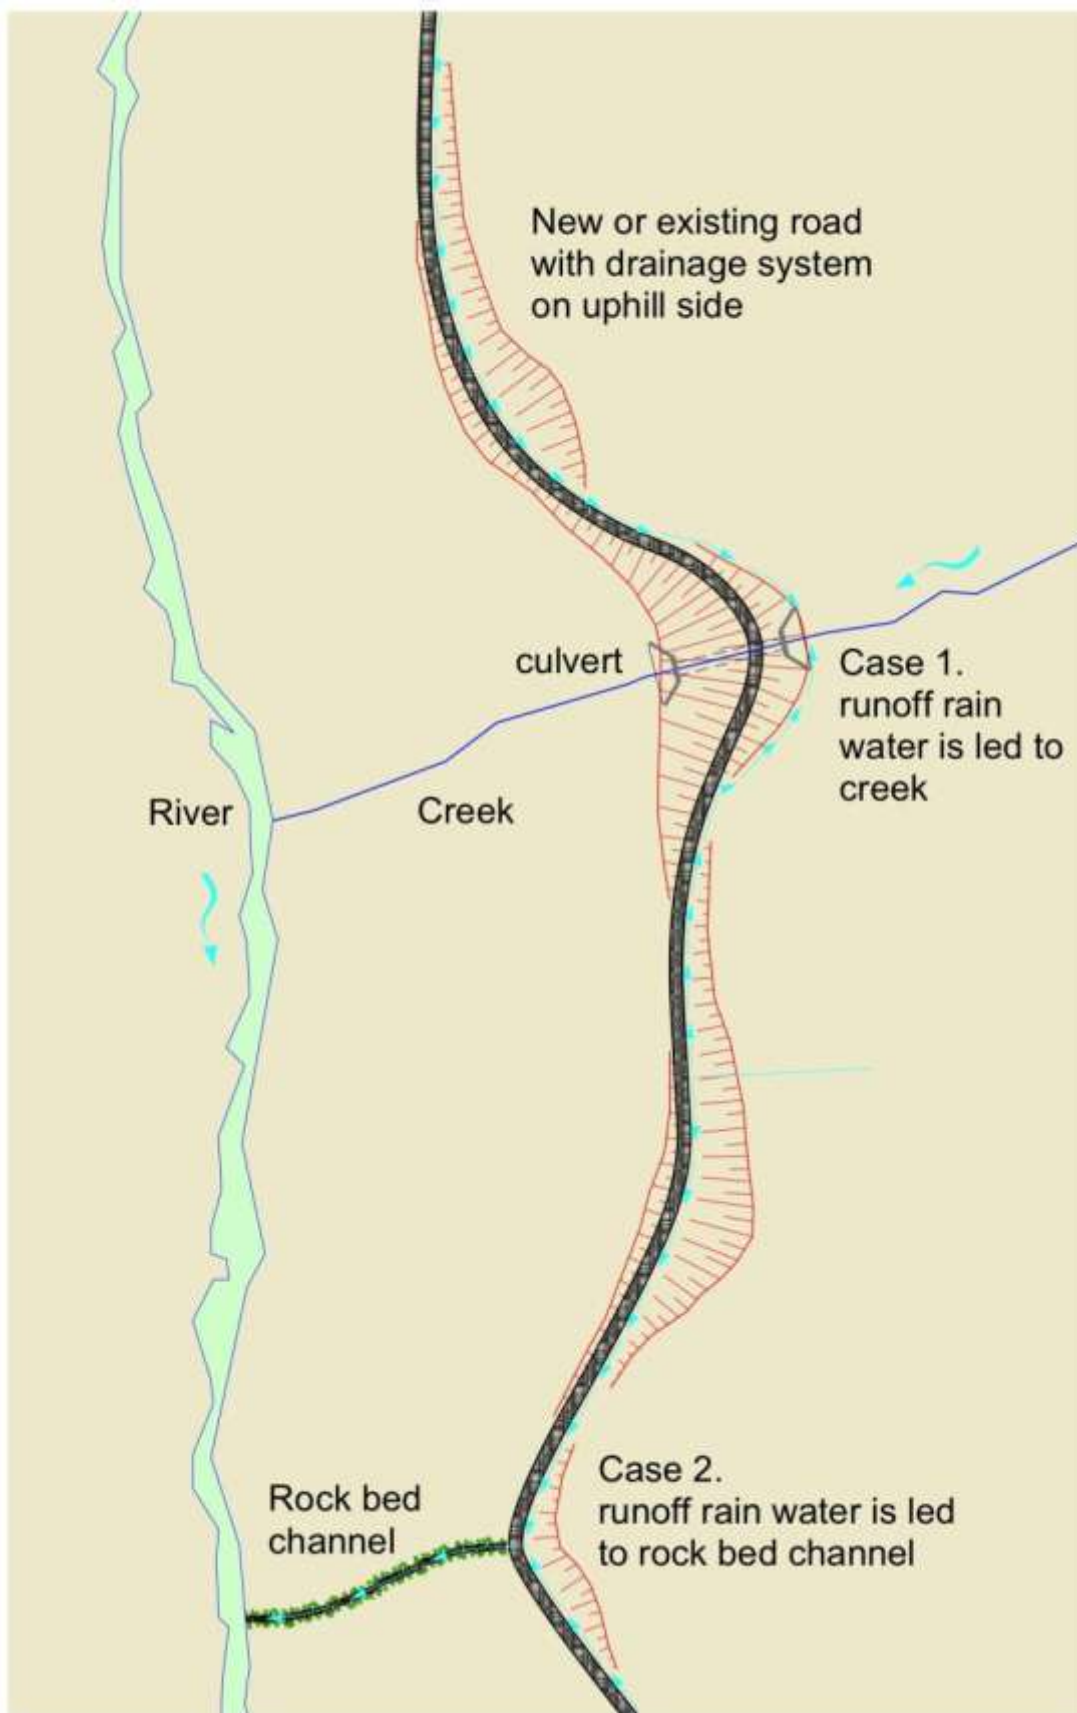 New or existing road
with drainage system
on uphill side
culvert
Case 1.
runoff rain
water is led to
creek
River
Creek
Case 2.
runoff rain water is led
to rock bed channel
Rock bed
channel